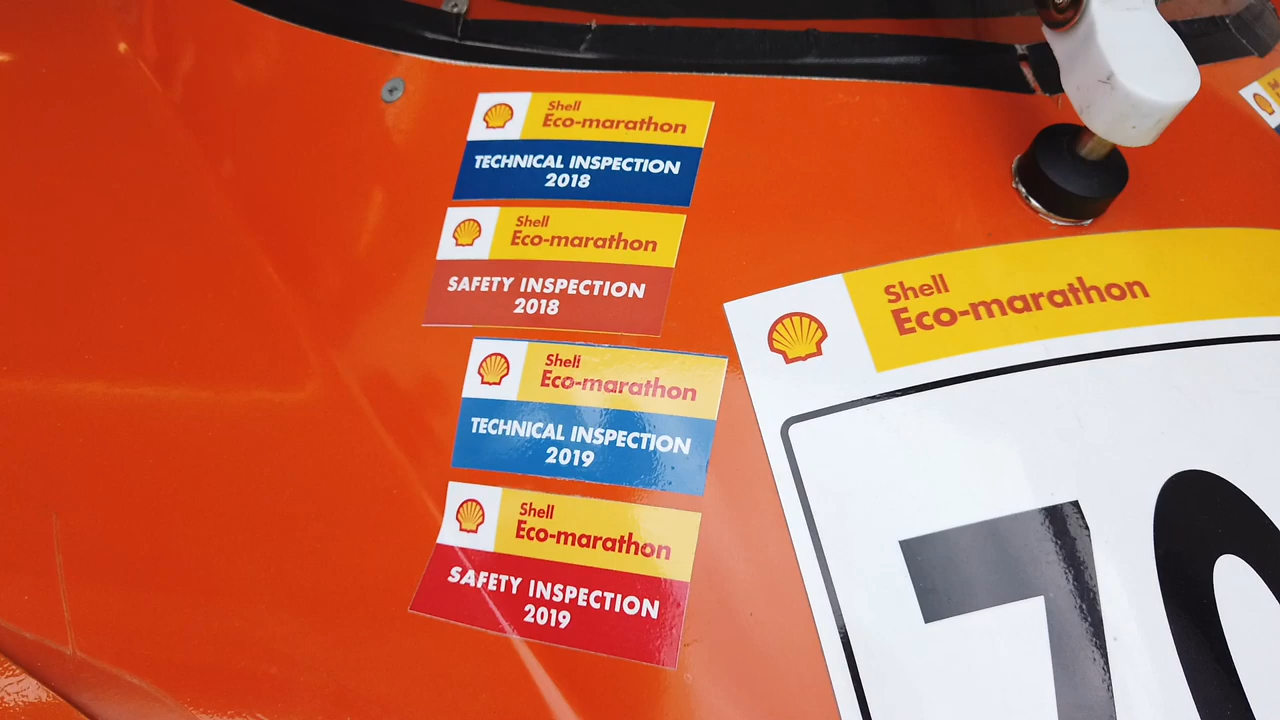 Shell
Eco-marathon
TECHNICAL INSPECTION
2018
Shell
Eco-marathon
SAFETY INSPECTION
2018
Shell
Eco-marathon
TECHNICAL INSPECTION
2019
Shell
Eco-marathon
SAFETY INSPECTION
2019
Shell
Eco-marathon
70